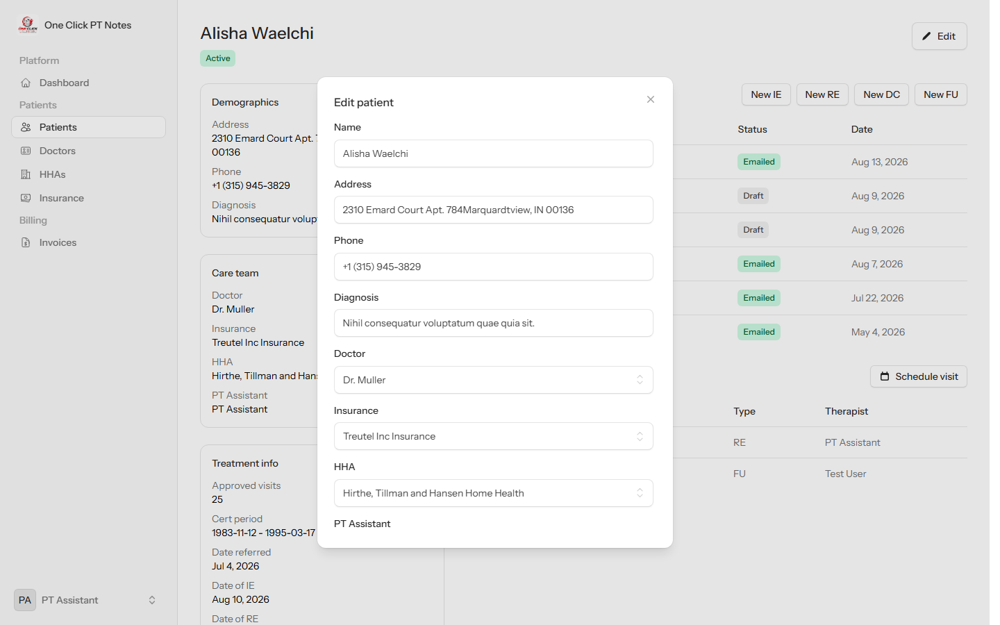 One Click PT Notes
Platform
Dashboard
Patients
Patients
Doctors
HHAs
Insurance
Billing
Invoices
PA
PT Assistant
Alisha Waelchi
Active
Edit
Demographics
Address
2310 Emard Court Apt.
00136
Phone
+1 (315) 945-3829
Diagnosis
Nihil consequatur volup
Care team
Doctor
Dr. Muller
Insurance
Treutel Inc Insurance
HHA
Hirthe, Tillman and Han
PT Assistant
PT Assistant
Treatment info
Approved visits
25
Cert period
1983-11-12 - 1995-03-17
Date referred
Jul 4, 2026
Date of IE
Aug 10, 2026
Date of RE
Edit patient
Name
Alisha Waelchi
Address
2310 Emard Court Apt. 784Marquardtview, IN 00136
Phone
+1 (315) 945-3829
Diagnosis
Nihil consequatur voluptatum quae quia sit.
Doctor
Dr. Muller
Insurance
Treutel Inc Insurance
HHA
Hirthe, Tillman and Hansen Home Health
PT Assistant
New IE New RE New DC New FU
Status Date
Emailed Aug 13, 2026
Draft Aug 9, 2026
Draft Aug 9, 2026
Emailed Aug 7, 2026
Emailed Jul 22, 2026
Emailed May 4, 2026
Schedule visit
Type Therapist
RE PT Assistant
FU Test User